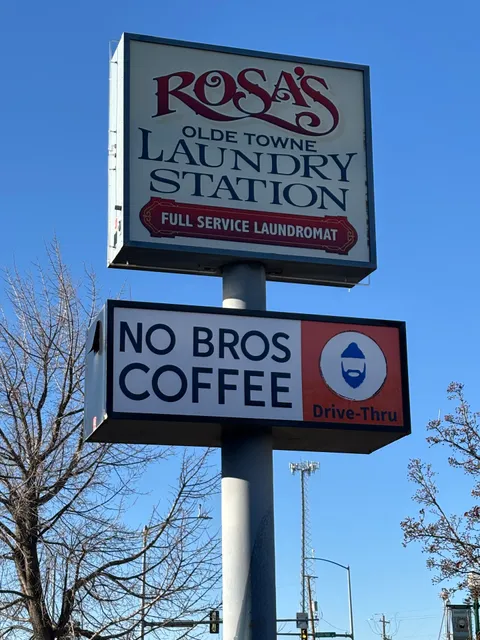 ROSA'S
OLDE TOWNE
LAUNDRY
STATION
FULL SERVICE LAUNDROMAT
NO BROS
COFFEE
Drive-Thru